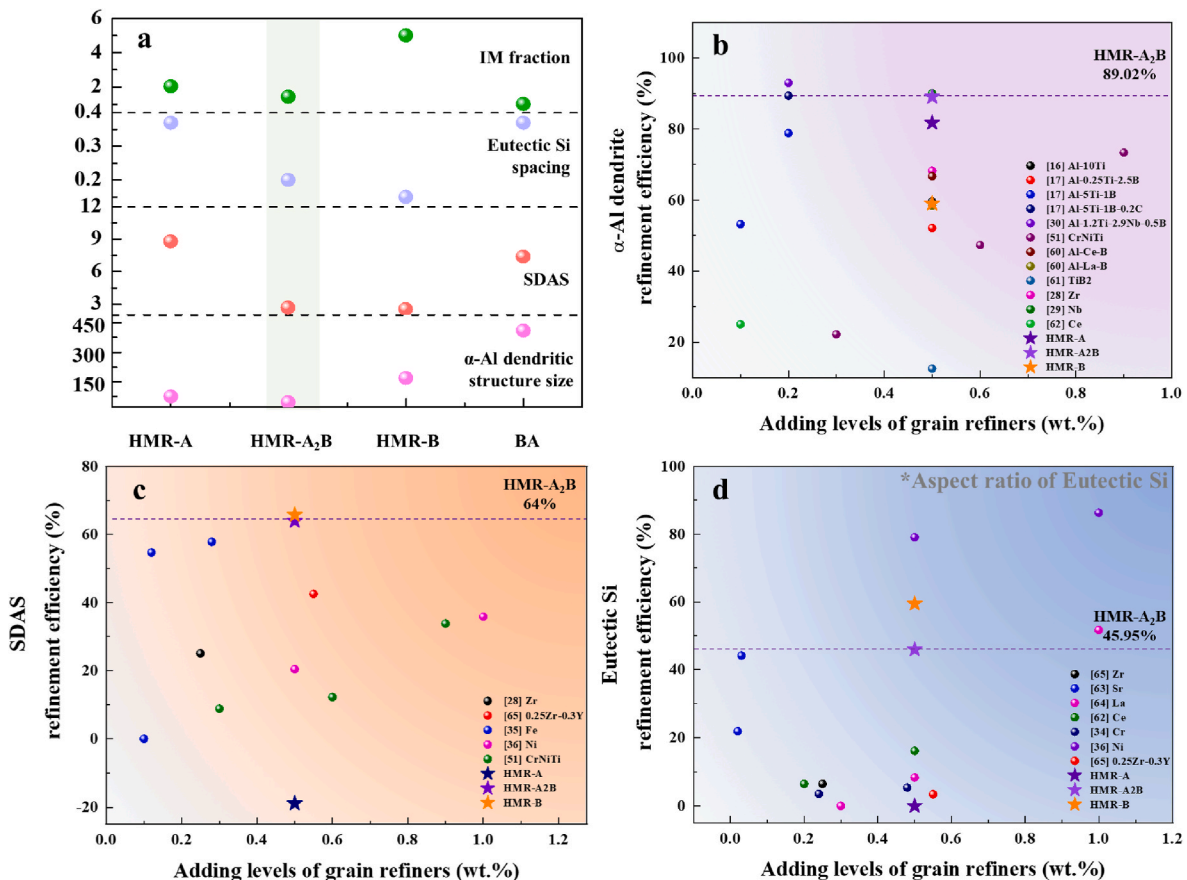 a
6
4
2
0.4
0.3
0.2
12
9
6
3
450
300
150
IM fraction
Eutectic Si
spacing
SDAS
α-Al dendritic
structure size
HMR-A
HMR-A₂B
HMR-B
BA
b
α-Al dendrite
refinement efficiency (%)
100
80
60
40
20
HMR-A₂B
89.02%
[16] Al-10Ti
[17] Al-0.25Ti-2.5B
[17] Al-5Ti-1B
[17] Al-5Ti-1B-0.2C
[30] Al-1.2Ti-2.9Nb-0.5B
[51] CrNiTi
[60] Al-Ce-B
[60] Al-La-B
[61] TiB2
[28] Zr
[29] Nb
[62] Ce
HMR-A
HMR-A2B
HMR-B
0.0 0.2 0.4 0.6 0.8 1.0
Adding levels of grain refiners (wt.%)
c
SDAS
refinement efficiency (%)
80
60
40
20
0
-20
HMR-A₂B
64%
[28] Zr
[65] 0.25Zr-0.3Y
[35] Fe
[36] Ni
[51] CrNiTi
HMR-A
HMR-A2B
HMR-B
0.0 0.2 0.4 0.6 0.8 1.0 1.2
Adding levels of grain refiners (wt.%)
d
*Aspect ratio of Eutectic Si
Eutectic Si
refinement efficiency (%)
100
80
60
40
20
0
HMR-A₂B
45.95%
[65] Zr
[63] Sr
[64] La
[62] Ce
[34] Cr
[36] Ni
[65] 0.25Zr-0.3Y
HMR-A
HMR-A2B
HMR-B
0.0 0.2 0.4 0.6 0.8 1.0 1.2
Adding levels of grain refiners (wt.%)